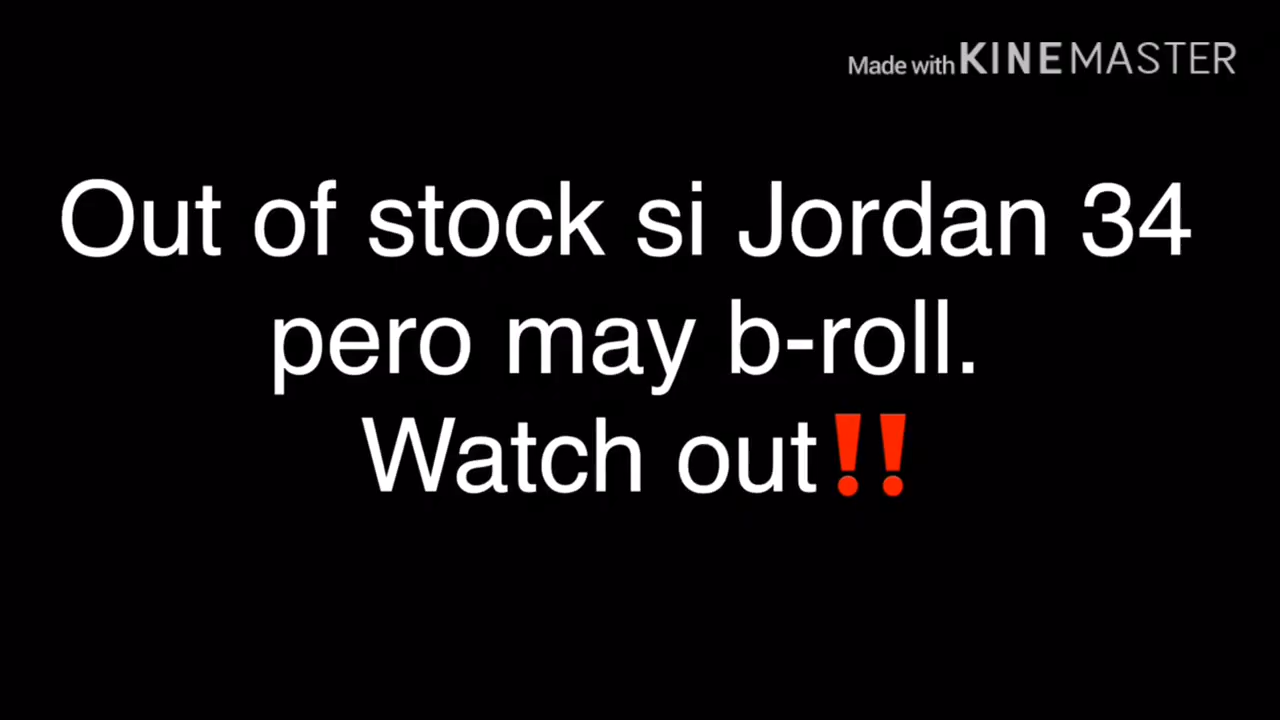 Made with KINEMASTER
Out of stock si Jordan 34
pero may b-roll.
Watch out‼️